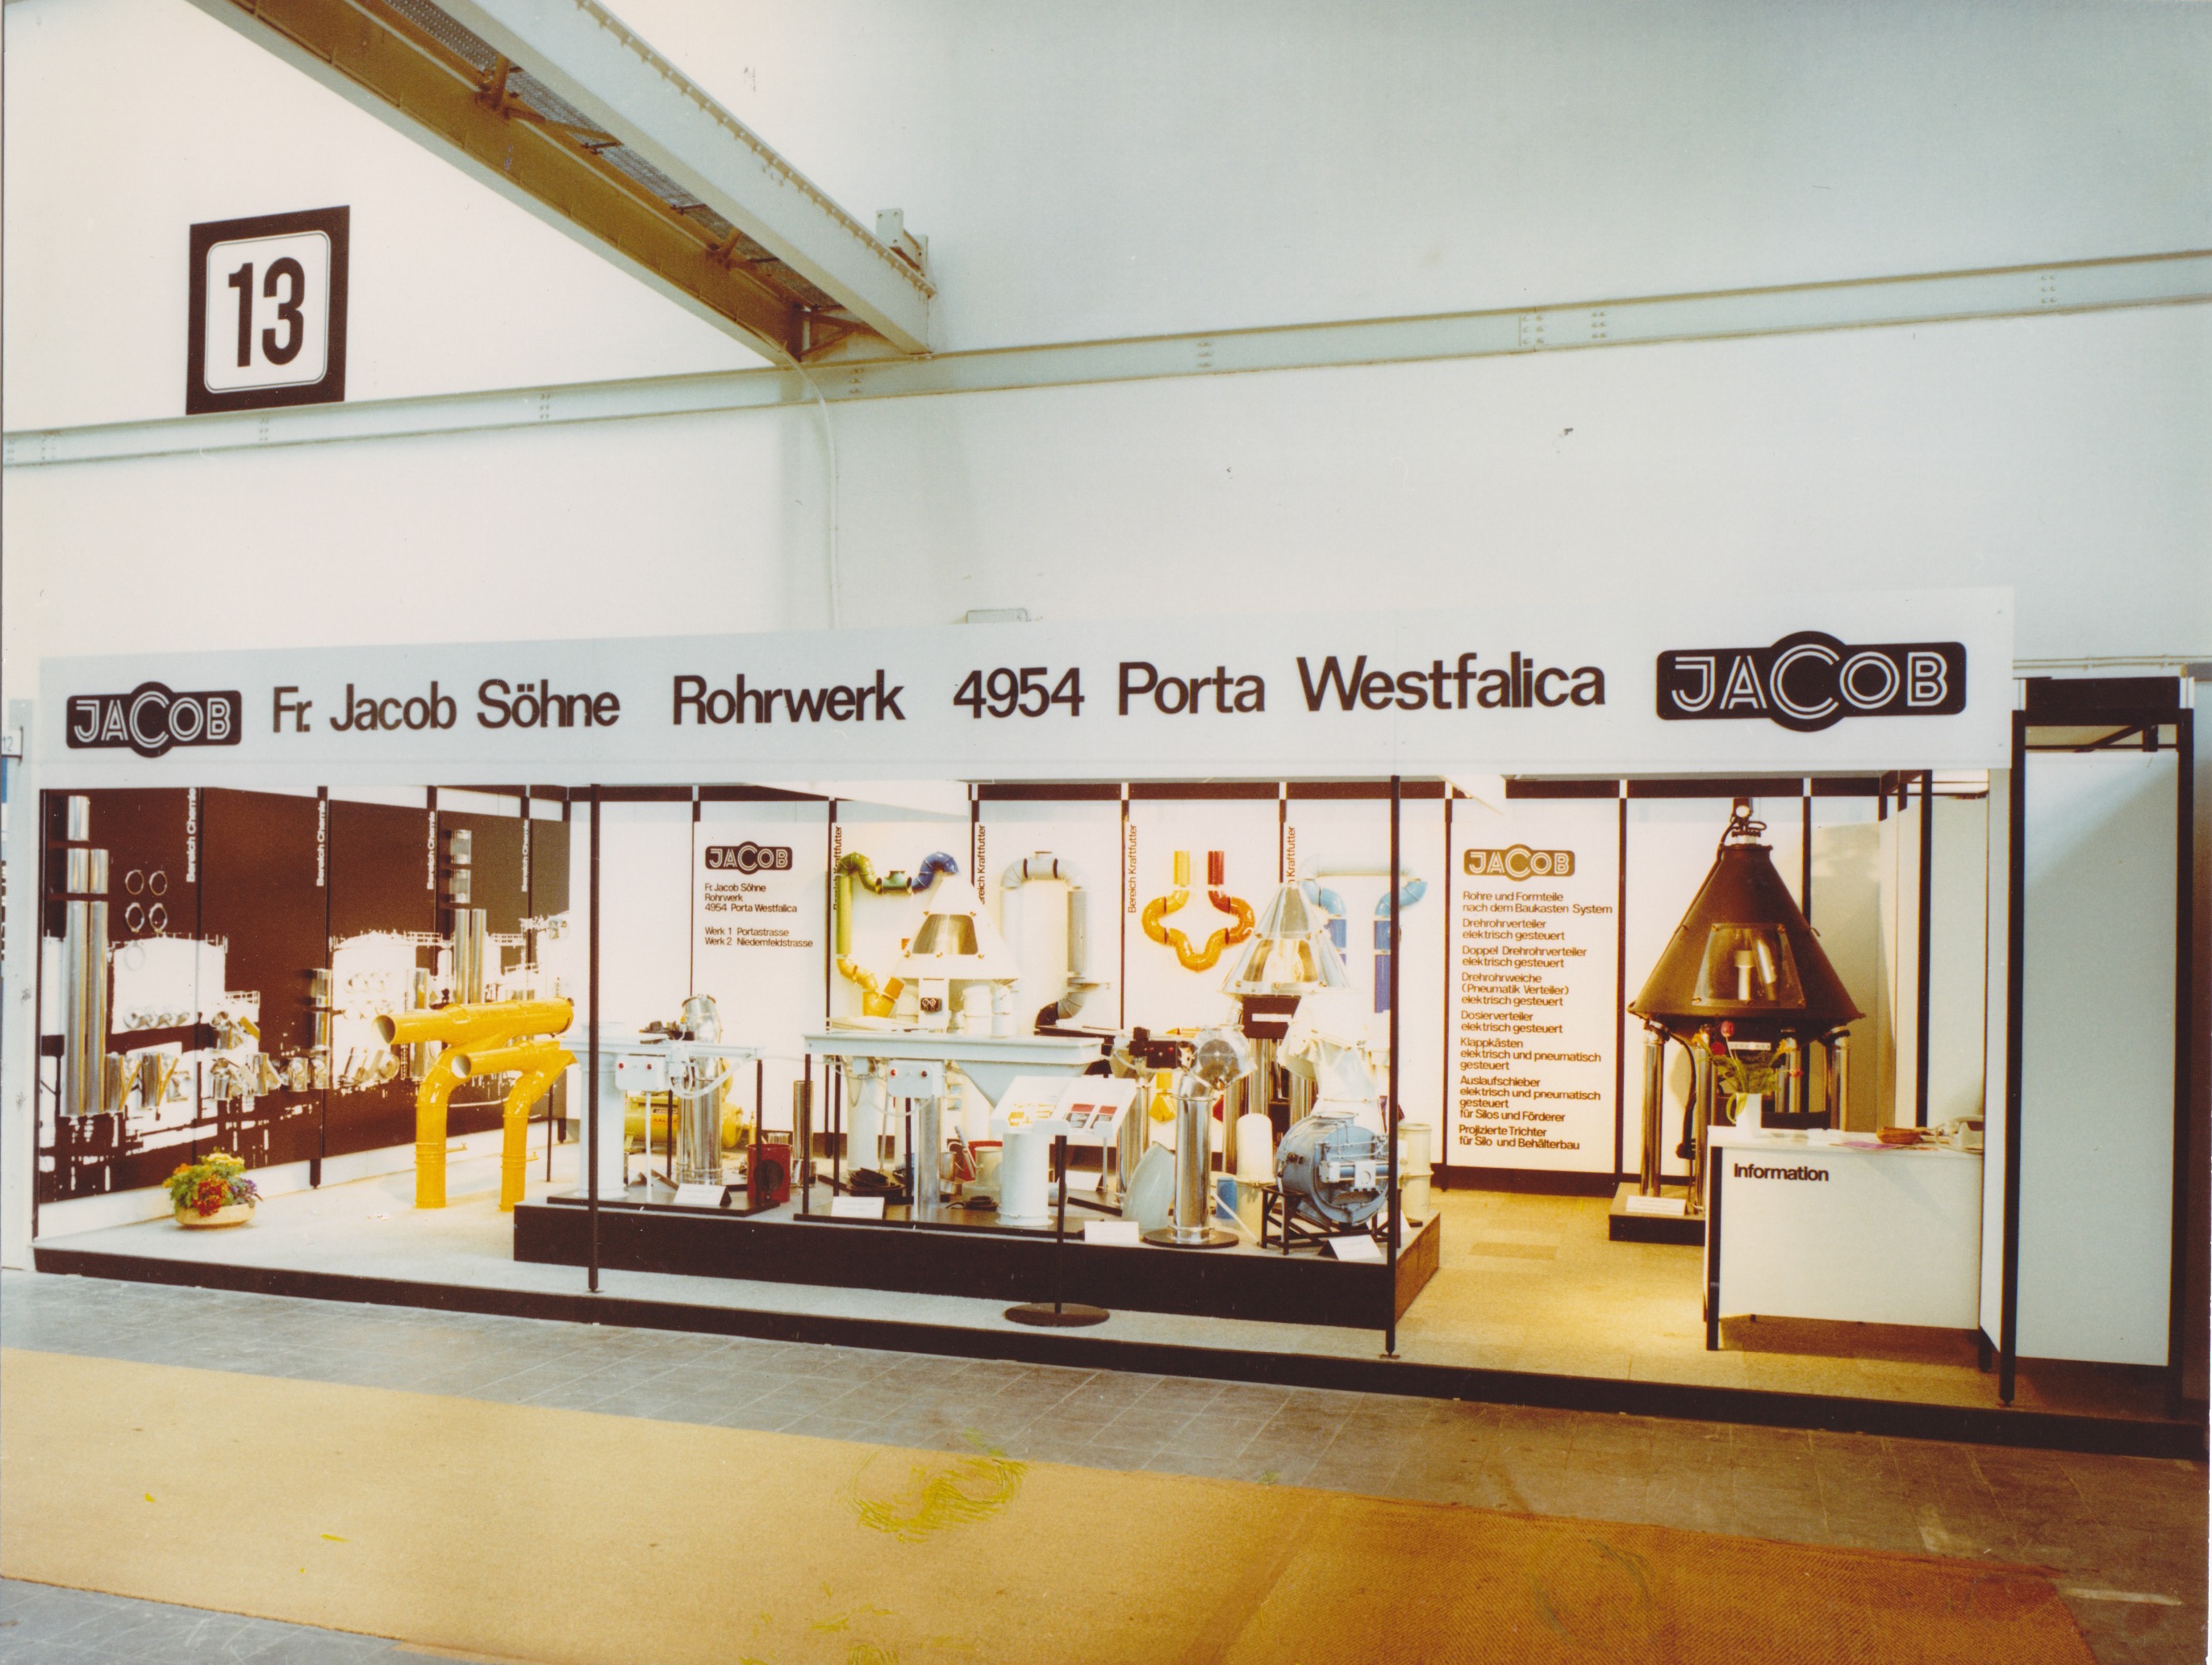 13
JACOB Fr. Jacob Söhne Rohrwerk 4954 Porta Westfalica JACOB
12
Bereich Chemie
Bereich Chemie
Bereich Chemie
Bereich Chemie
JACOB
Fr. Jacob Söhne
Rohrwerk
4954 Porta Westfalica
Werk 1 Portastrasse
Werk 2 Niedernfeldstrasse
Bereich Kraftfutter
Bereich Kraftfutter
Bereich Kraftfutter
Kraftfutter
JACOB
Rohre und Formteile
nach dem Baukasten System
Drehrohrverteiler
elektrisch gesteuert
Doppel Drehrohrverteiler
elektrisch gesteuert
Drehrohrweiche
(Pneumatik Verteiler)
elektrisch gesteuert
Dosierverteiler
elektrisch gesteuert
Klappkästen
elektrisch und pneumatisch
gesteuert
Auslaufschieber
elektrisch und pneumatisch
gesteuert
für Silos und Förderer
Projizierte Trichter
für Silo und Behälterbau
Information